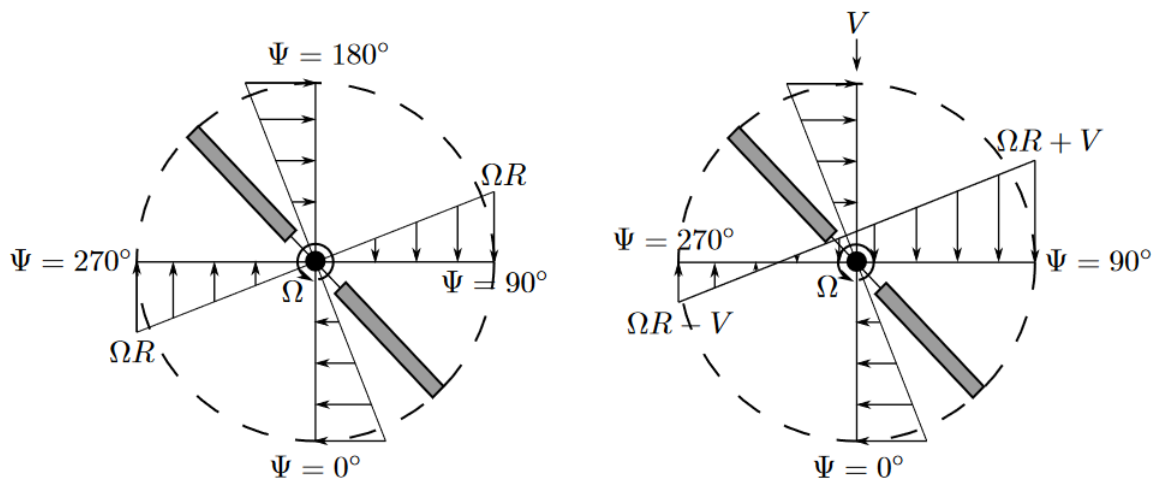 Ψ = 180°
ΩR
Ψ = 270°
Ω
Ψ = 90°
ΩR
Ψ = 0°
V
ΩR + V
Ψ = 270°
Ψ = 90°
Ω
ΩR − V
Ψ = 0°